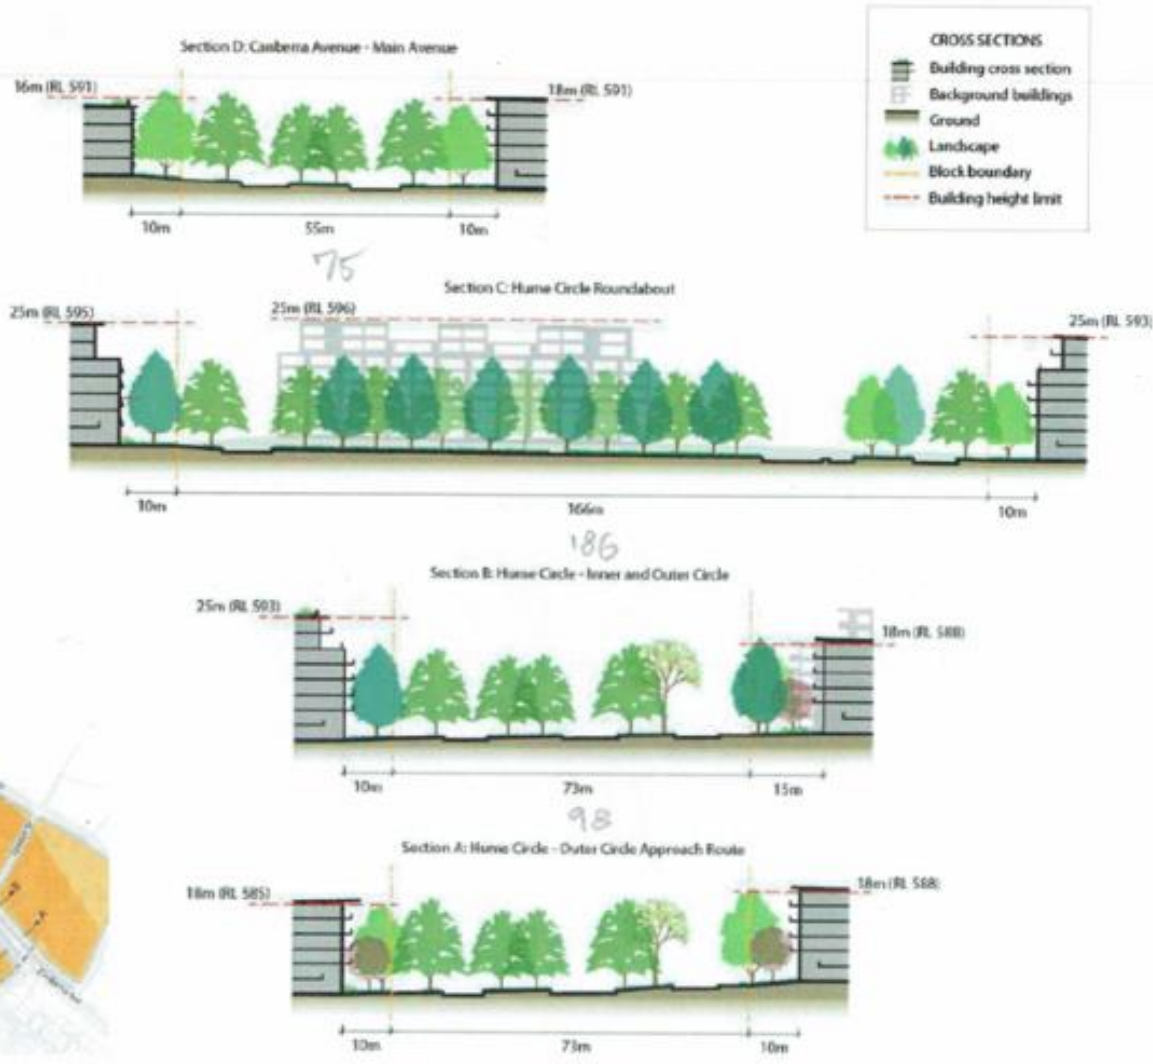 Section D: Canberra Avenue - Main Avenue
16m (RL 591)
18m (RL 591)
10m
55m
10m
75
CROSS SECTIONS
Building cross section
Background buildings
Ground
Landscape
Block boundary
Building height limit
Section C: Hume Circle Roundabout
25m (RL 595)
25m (RL 596)
25m (RL 593)
10m
166m
10m
186
Section B: Hume Circle - Inner and Outer Circle
25m (RL 593)
18m (RL 588)
10m
73m
15m
98
Section A: Hume Circle - Outer Circle Approach Route
18m (RL 585)
18m (RL 588)
10m
73m
10m